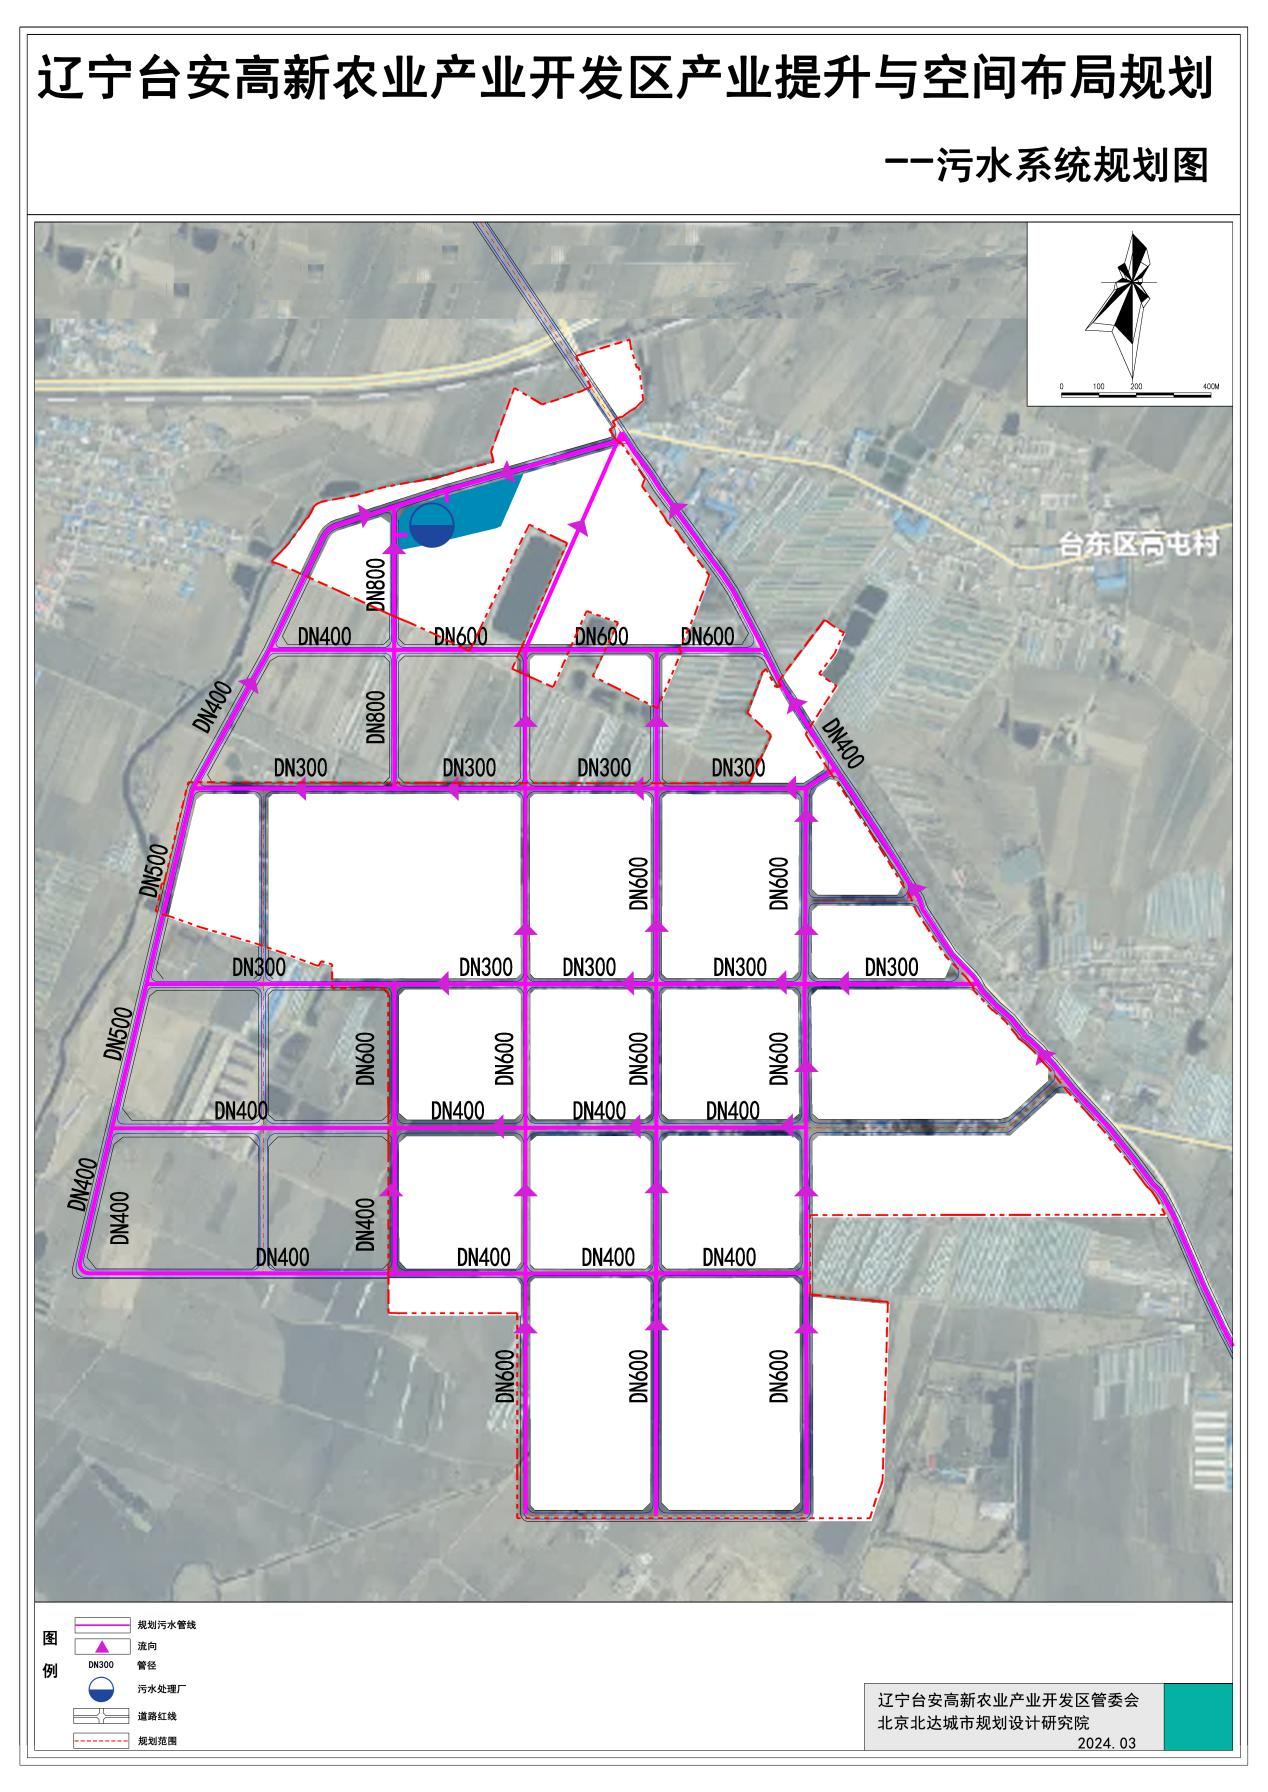 辽宁台安高新农业产业开发区产业提升与空间布局规划
--污水系统规划图
0 100 200 400M
台东区高屯村
DN800
DN400 DN600 DN600 DN600
DN400
DN800
DN400
DN300 DN300 DN300 DN300
DN500
DN600
DN600
DN300 DN300 DN300 DN300 DN300
DN500
DN600
DN600
DN600
DN600
DN400 DN400 DN400 DN400
DN400
DN400
DN400
DN400 DN400 DN400 DN400
DN600
DN600
DN600
图例
规划污水管线
流向
DN300 管径
污水处理厂
道路红线
规划范围
辽宁台安高新农业产业开发区管委会
北京北达城市规划设计研究院
2024.03